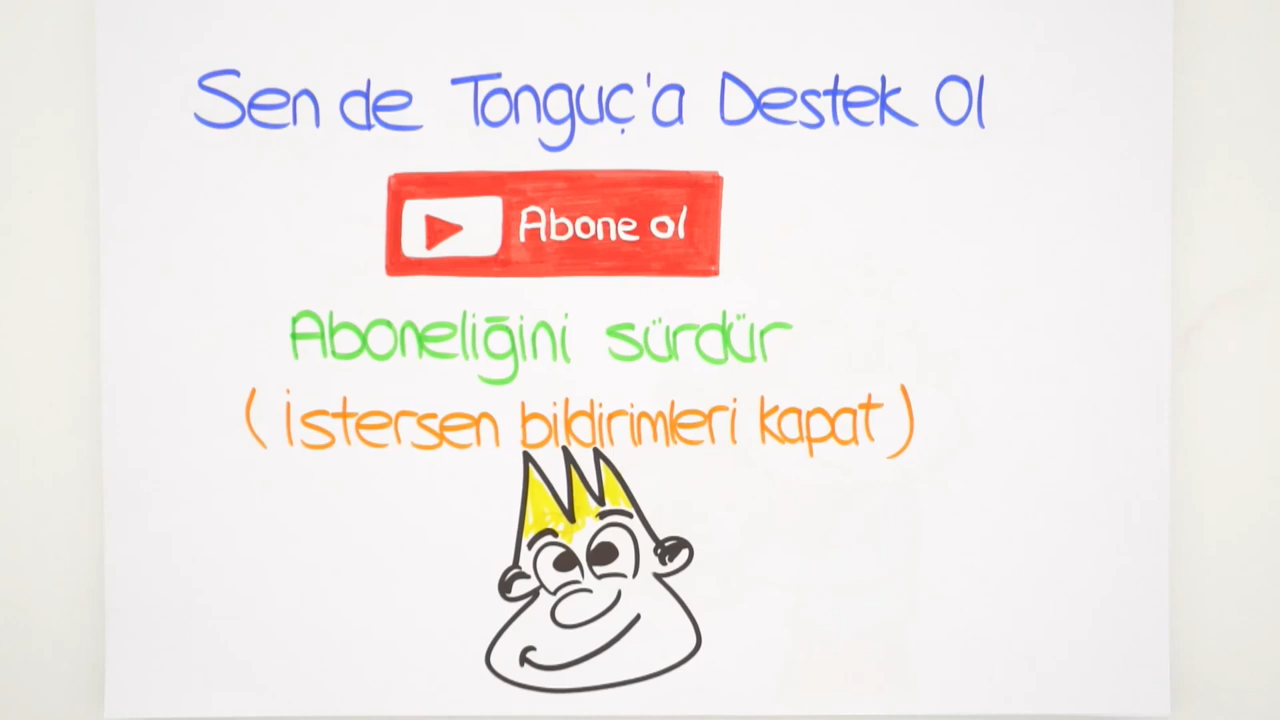 Sen de Tonguç'a Destek Ol
Abone ol
Aboneliğini sürdür
(İstersen bildirimleri kapat)